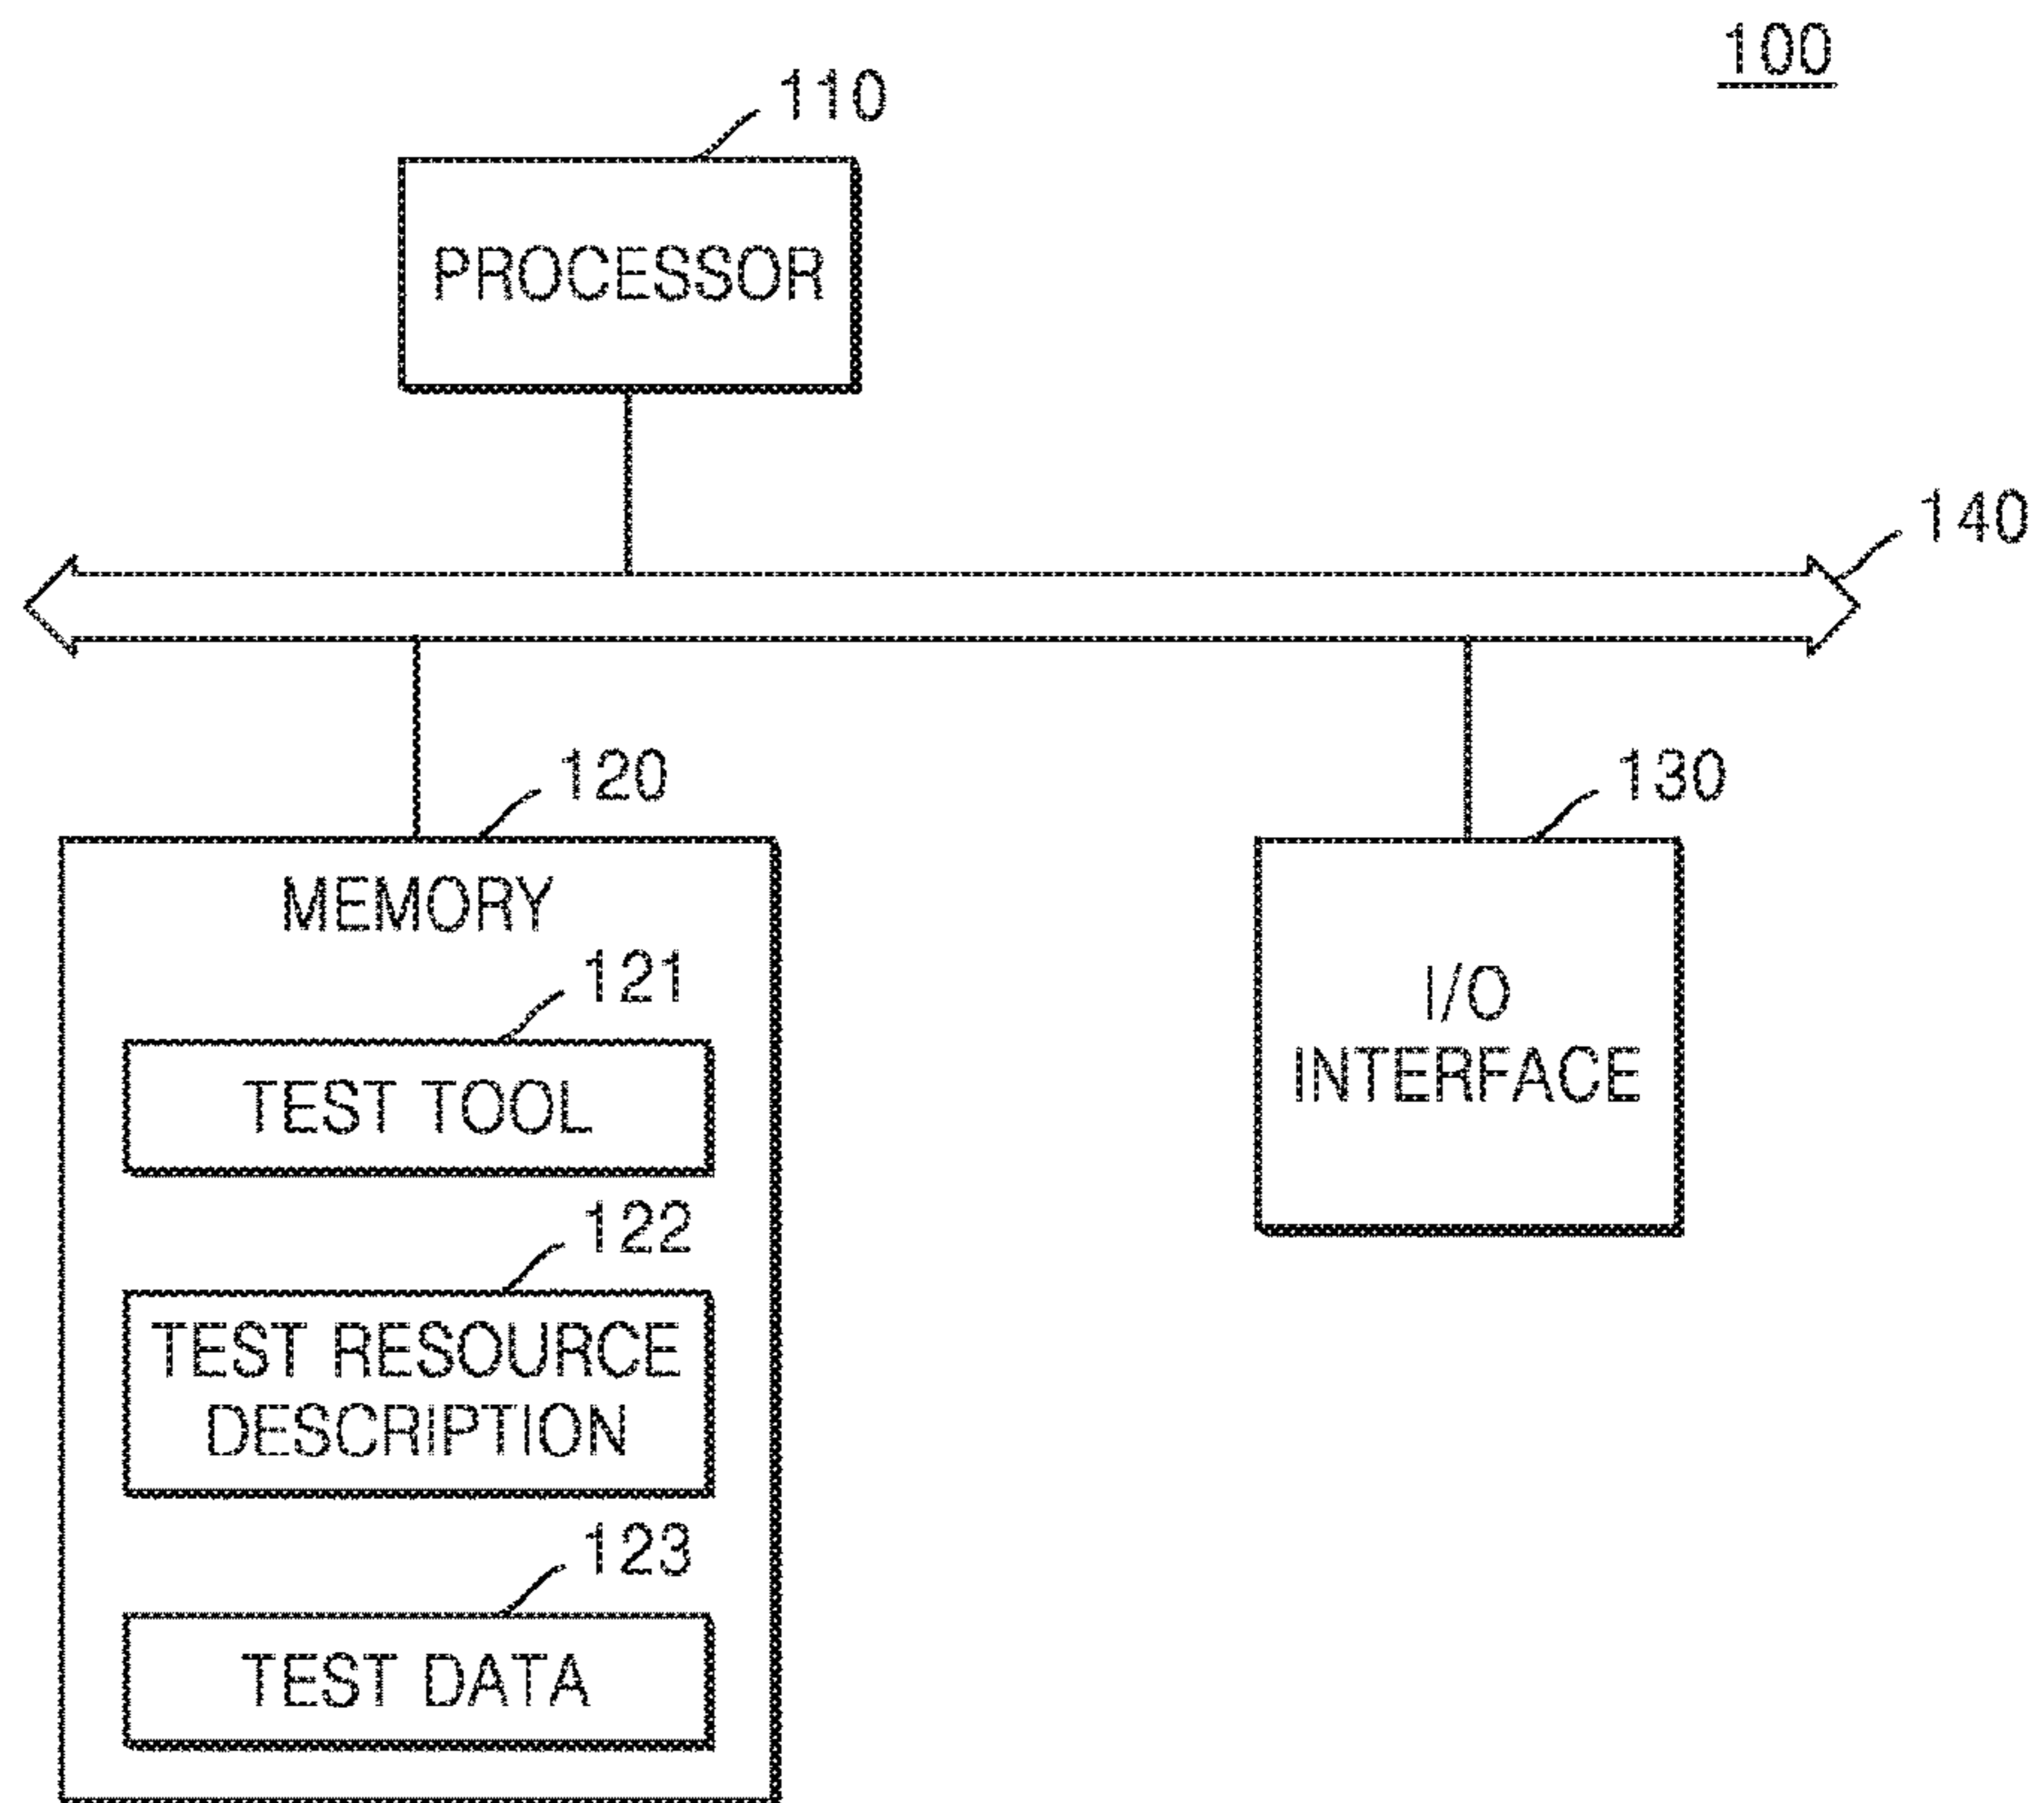 100
110
PROCESSOR
140
120
130
MEMORY
I/O
INTERFACE
121
TEST TOOL
122
TEST RESOURCE
DESCRIPTION
123
TEST DATA